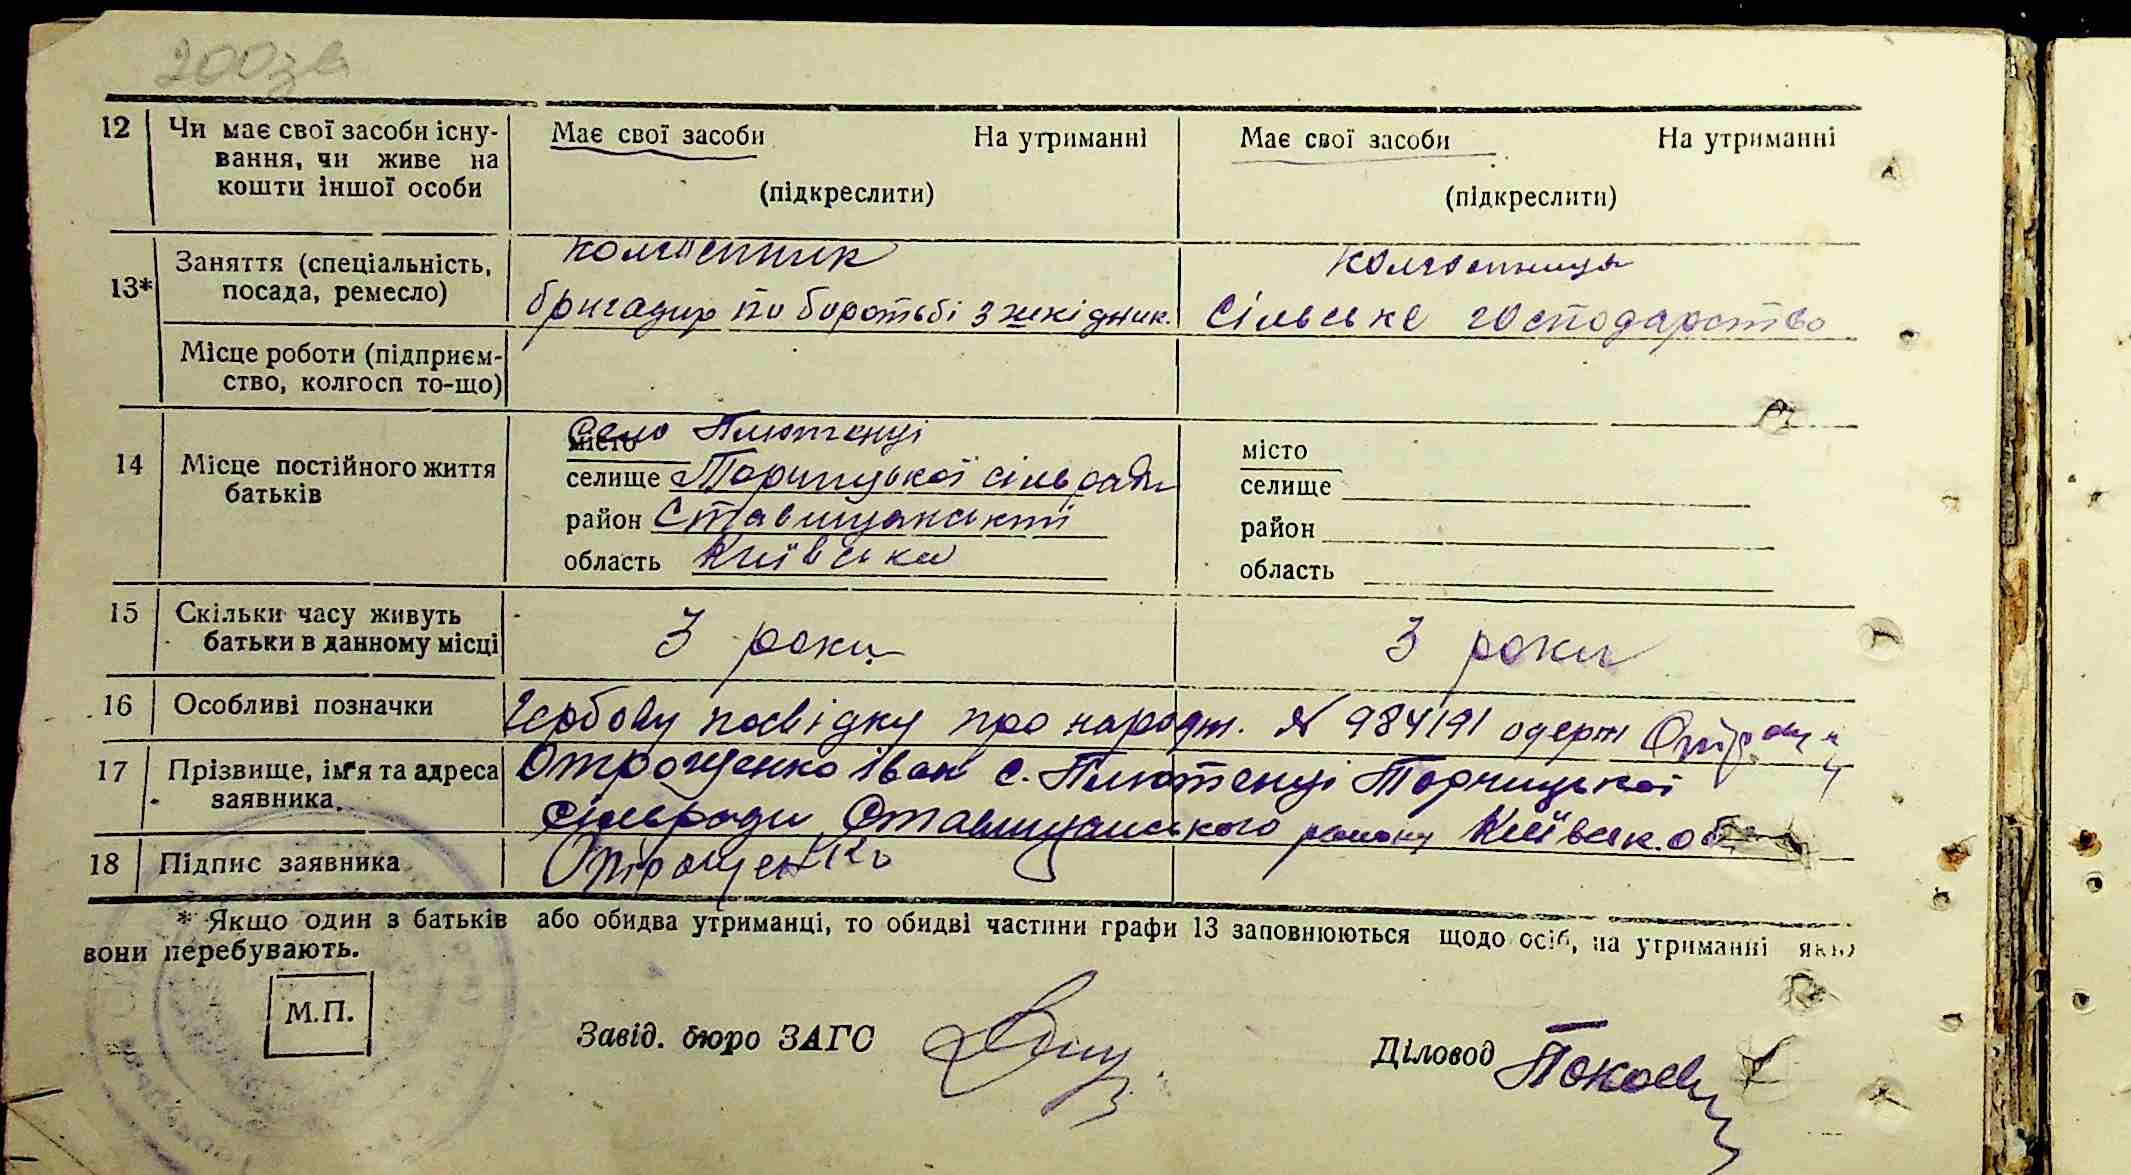 200зв
12 Чи має свої засоби існу- Має свої засоби На утриманні Має свої засоби На утриманні
вання, чи живе на
кошти іншої особи (підкреслити) (підкреслити)
колгоспник колгоспниця
13* Заняття (спеціальність,
посада, ремесло) бригадир по боротьбі з шкідник. Сільське господарство
Місце роботи (підприєм-
ство, колгосп то-що)
Село Плютенці
місто місто
14 Місце постійного життя селище Торчицької сільради селище
батьків район Ставищанський район
область Київська область
15 Скільки часу живуть
батьки в данному місці 3 роки 3 роки
16 Особливі позначки Гербову посвідку про народж. № 984191 одерж
17 Прізвище, ім'я та адреса Отрощенко Іван с. Плютенці Торчицької
заявника. сільради Ставищанського району Київськ. об
18 Підпис заявника Отрощенко
* Якщо один з батьків або обидва утриманці, то обидві частини графи 13 заповнюються щодо осіб, на утриманні яких
вони перебувають.
М.П.
Завід. бюро ЗАГС Діловод